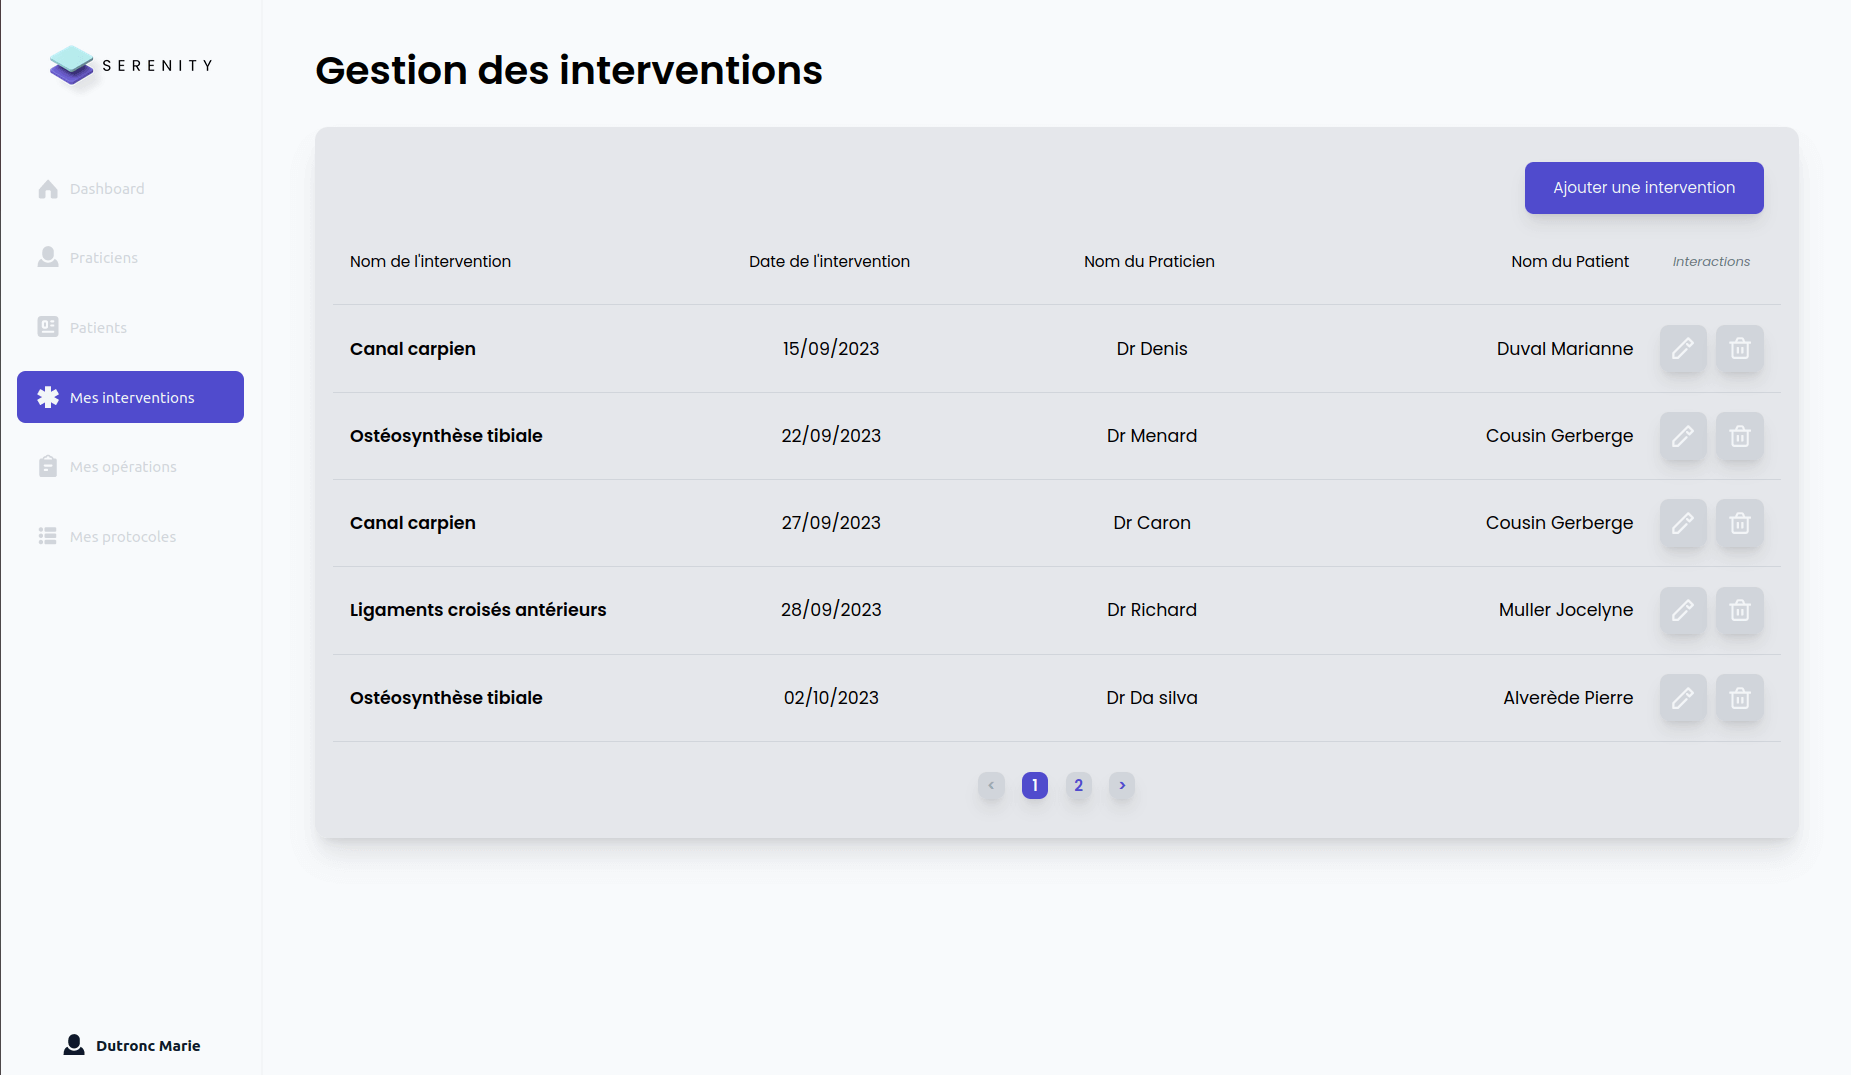 SERENITY
Dashboard
Praticiens
Patients
Mes interventions
Mes opérations
Mes protocoles
Dutronc Marie
Gestion des interventions
Ajouter une intervention
Nom de l'intervention Date de l'intervention Nom du Praticien Nom du Patient Interactions
Canal carpien 15/09/2023 Dr Denis Duval Marianne
Ostéosynthèse tibiale 22/09/2023 Dr Menard Cousin Gerberge
Canal carpien 27/09/2023 Dr Caron Cousin Gerberge
Ligaments croisés antérieurs 28/09/2023 Dr Richard Muller Jocelyne
Ostéosynthèse tibiale 02/10/2023 Dr Da silva Alverède Pierre
< 1 2 >